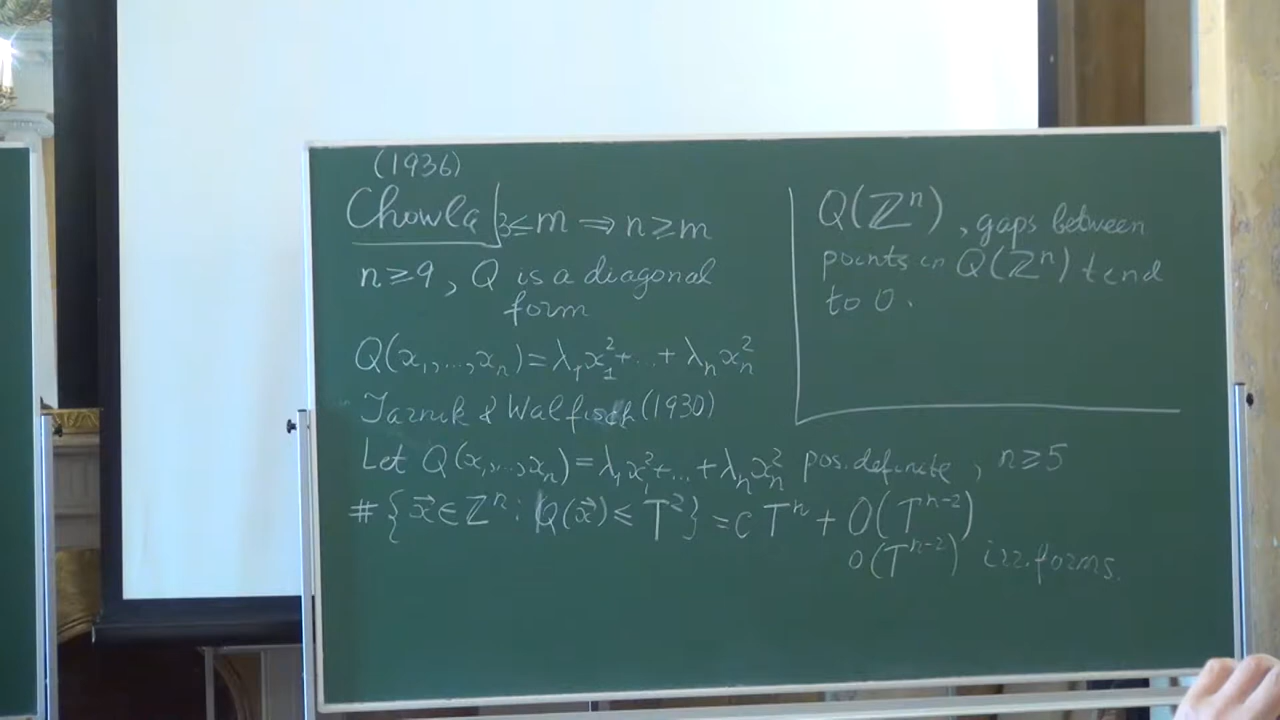 (1936)
Chowla | 3≤m ⇒ n≥m
n≥9, Q is a diagonal
form
Q(x₁,...,xₙ)=λ₁x₁²+...+λₙxₙ²
Jarnik & Walfisch (1930)
Let Q(x₁,...,xₙ)=λ₁x₁²+...+λₙxₙ² pos.definite, n≥5
#{x⃗∈ℤⁿ: Q(x⃗)≤T²}=cTⁿ+O(Tⁿ⁻²)
o(Tⁿ⁻²) irr.forms.
Q(ℤⁿ), gaps between
points in Q(ℤⁿ) tend
to 0.